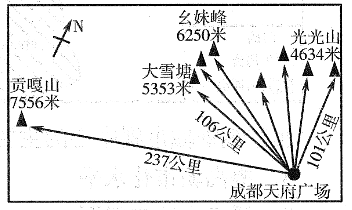 N
幺妹峰
6250米
光光山
4634米
大雪塘
5353米
贡嘎山
7556米
106公里
101公里
237公里
成都天府广场